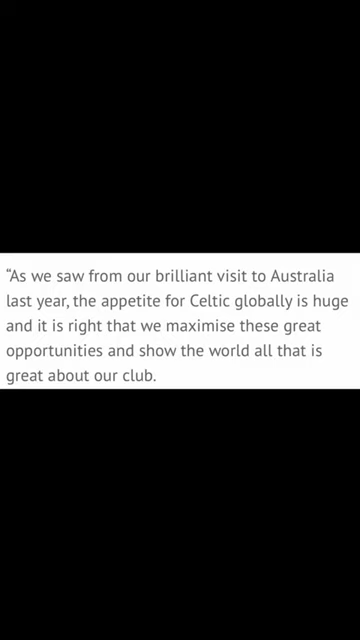 “As we saw from our brilliant visit to Australia
last year, the appetite for Celtic globally is huge
and it is right that we maximise these great
opportunities and show the world all that is
great about our club.